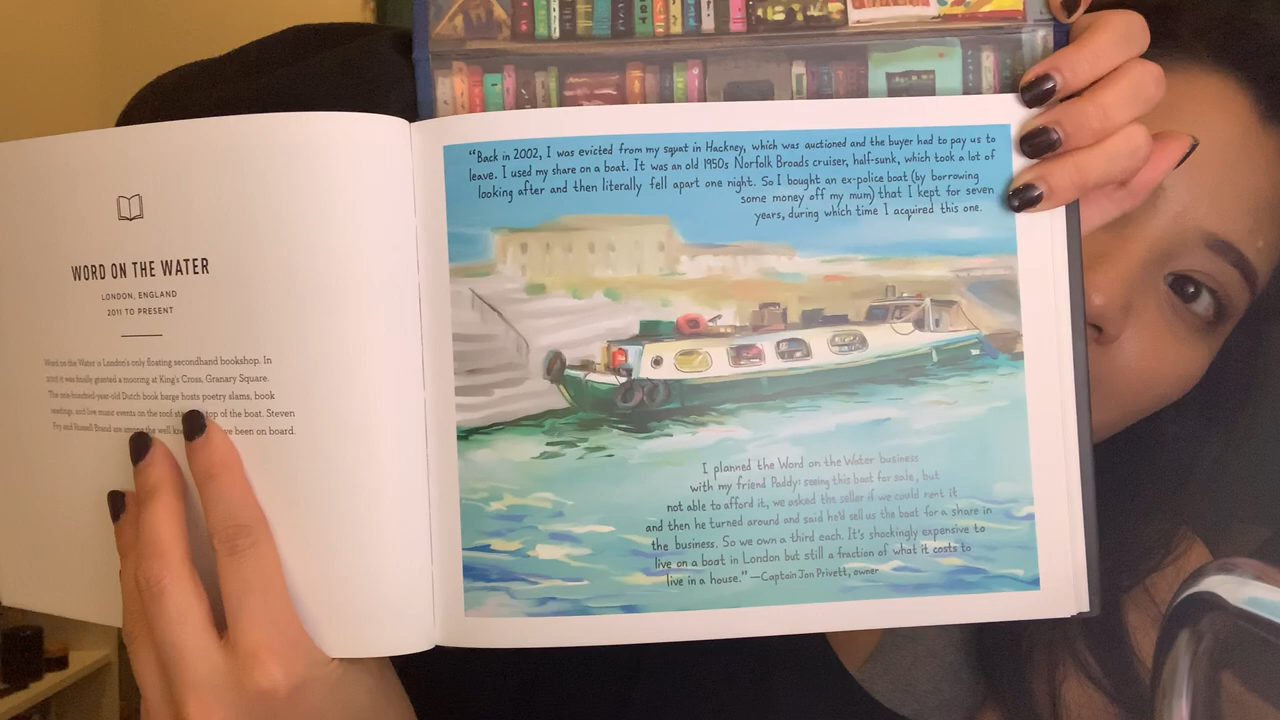 WORD ON THE WATER
LONDON, ENGLAND
2011 TO PRESENT
Word on the Water is London's only floating secondhand bookshop. In
2015 it was finally granted a mooring at King's Cross, Granary Square.
The one-hundred-year-old Dutch book barge hosts poetry slams, book
readings, and live music events on the roof top of the boat. Steven
Fry and Russell Brand are among the well ve been on board.
"Back in 2002, I was evicted from my squat in Hackney, which was auctioned and the buyer had to pay us to
leave. I used my share on a boat. It was an old 1950s Norfolk Broads cruiser, half-sunk, which took a lot of
looking after and then literally fell apart one night. So I bought an ex-police boat (by borrowing
some money off my mum) that I kept for seven
years, during which time I acquired this one.
I planned the Word on the Water business
with my friend Paddy: seeing this boat for sale, but
not able to afford it, we asked the seller if we could rent it
and then he turned around and said he'd sell us the boat for a share in
the business. So we own a third each. It's shockingly expensive to
live on a boat in London but still a fraction of what it costs to
live in a house." —Captain Jon Privett, owner